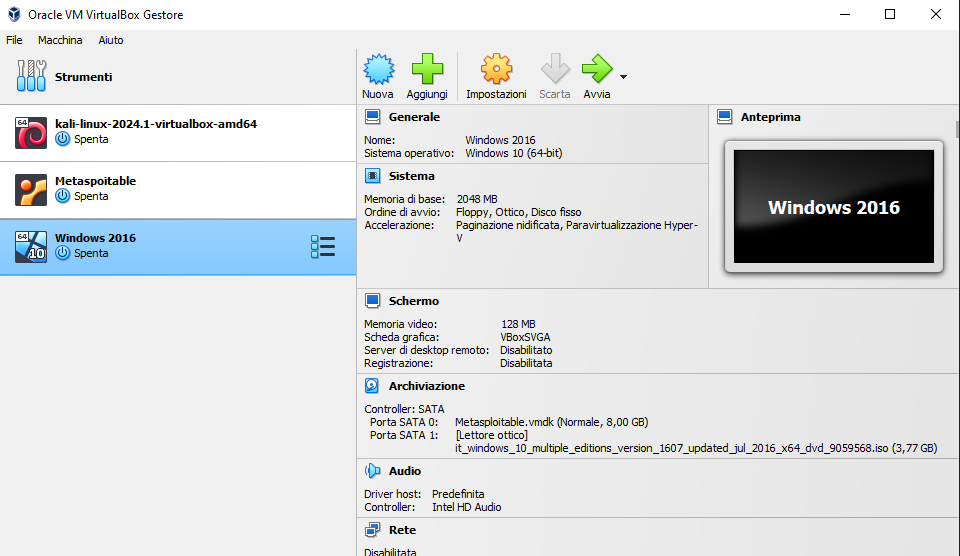 Oracle VM VirtualBox Gestore
File Macchina Aiuto
Strumenti
Nuova Aggiungi Impostazioni Scarta Avvia
64
kali-linux-2024.1-virtualbox-amd64
Spenta
Metaspoitable
Spenta
64
10
Windows 2016
Spenta
Generale
Nome: Windows 2016
Sistema operativo: Windows 10 (64-bit)
Sistema
Memoria di base: 2048 MB
Ordine di avvio: Floppy, Ottico, Disco fisso
Accelerazione: Paginazione nidificata, Paravirtualizzazione Hyper-
V
Anteprima
Windows 2016
Schermo
Memoria video: 128 MB
Scheda grafica: VBoxSVGA
Server di desktop remoto: Disabilitato
Registrazione: Disabilitata
Archiviazione
Controller: SATA
Porta SATA 0: Metasploitable.vmdk (Normale, 8,00 GB)
Porta SATA 1: [Lettore ottico]
it_windows_10_multiple_editions_version_1607_updated_jul_2016_x64_dvd_9059568.iso (3,77 GB)
Audio
Driver host: Predefinita
Controller: Intel HD Audio
Rete
Disabilitata